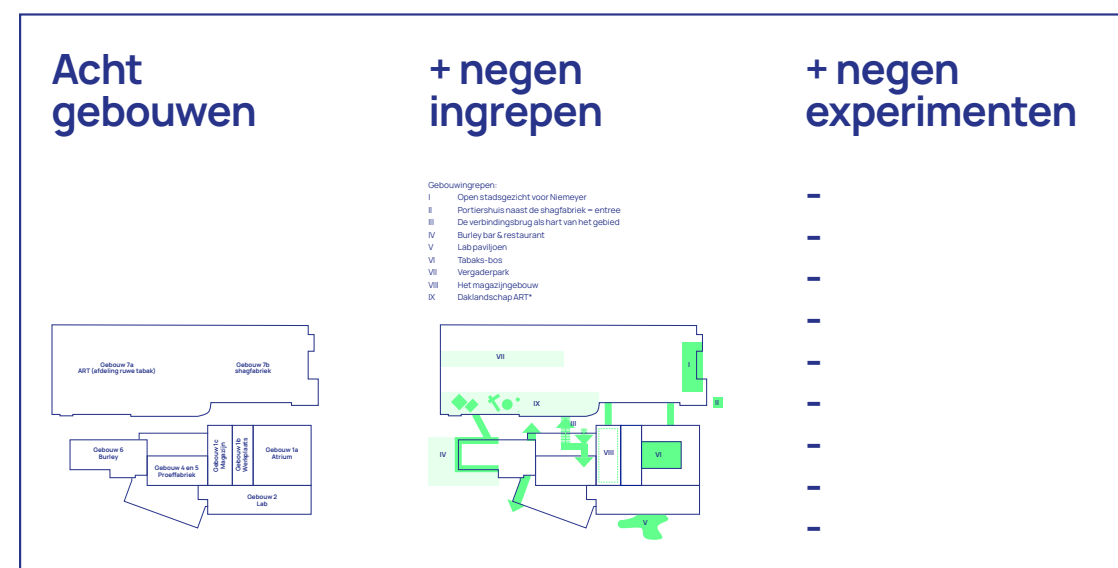 Acht
gebouwen
+ negen
ingrepen
+ negen
experimenten
Gebouwingrepen:
I Open stadsgezicht voor Niemeyer
II Portiershuis naast de shagfabriek = entree
III De verbindingsbrug als hart van het gebied
IV Burley bar & restaurant
V Lab paviljoen
VI Tabaks-bos
VII Vergaderpark
VIII Het magazijngebouw
IX Daklandschap ART*
–
–
–
–
–
–
–
–
–
Gebouw 7a
ART (afdeling ruwe tabak)
Gebouw 7b
shagfabriek
Gebouw 6
Burley
Gebouw 4 en 5
Proeffabriek
Gebouw 1c
Magazijn
Gebouw 1b
Werkplaats
Gebouw 1a
Atrium
Gebouw 2
Lab
VII
I
IX
II
III
IV
VIII
VI
V